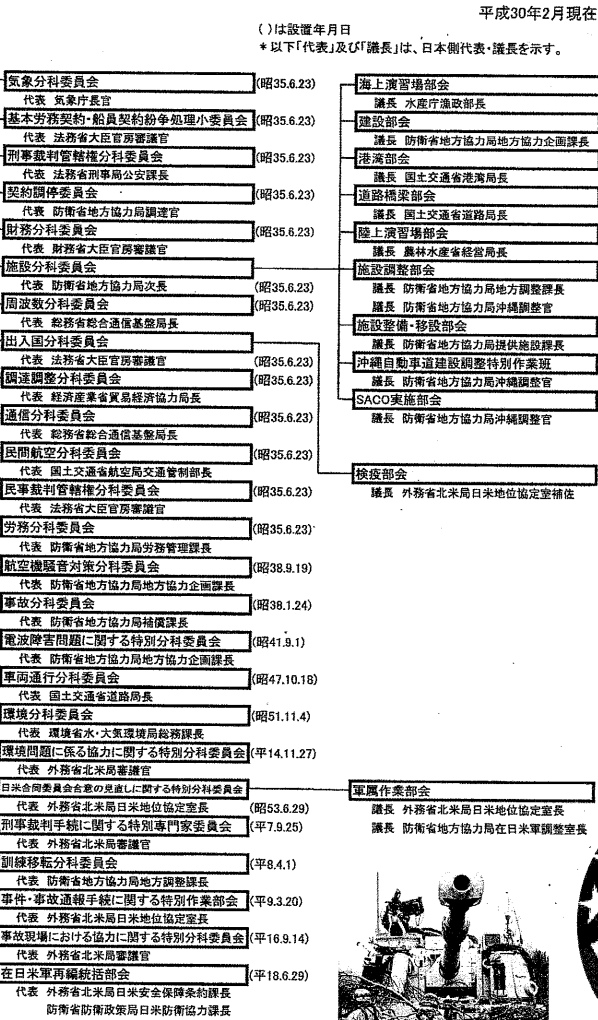 平成30年2月現在
( )は設置年月日
*以下「代表」及び「議長」は、日本側代表・議長を示す。
気象分科委員会 (昭35.6.23)
代表 気象庁長官
基本労務契約・船員契約紛争処理小委員会 (昭35.6.23)
代表 法務省大臣官房審議官
刑事裁判管轄権分科委員会 (昭35.6.23)
代表 法務省刑事局公安課長
契約調停委員会 (昭35.6.23)
代表 防衛省地方協力局調達官
財務分科委員会 (昭35.6.23)
代表 財務省大臣官房審議官
施設分科委員会
代表 防衛省地方協力局次長 (昭35.6.23)
周波数分科委員会 (昭35.6.23)
代表 総務省総合通信基盤局長
出入国分科委員会
代表 法務省大臣官房審議官 (昭35.6.23)
調達調整分科委員会 (昭35.6.23)
代表 経済産業省貿易経済協力局長
通信分科委員会 (昭35.6.23)
代表 総務省総合通信基盤局長
民間航空分科委員会 (昭35.6.23)
代表 国土交通省航空局交通管制部長
民事裁判管轄権分科委員会 (昭35.6.23)
代表 法務省大臣官房審議官
労務分科委員会 (昭35.6.23)
代表 防衛省地方協力局労務管理課長
航空機騒音対策分科委員会 (昭38.9.19)
代表 防衛省地方協力局地方協力企画課長
事故分科委員会 (昭38.1.24)
代表 防衛省地方協力局補償課長
電波障害問題に関する特別分科委員会 (昭41.9.1)
代表 防衛省地方協力局地方協力企画課長
車両通行分科委員会 (昭47.10.18)
代表 国土交通省道路局長
環境分科委員会 (昭51.11.4)
代表 環境省水・大気環境局総務課長
環境問題に係る協力に関する特別分科委員会 (平14.11.27)
代表 外務省北米局審議官
日米合同委員会合意の見直しに関する特別分科委員会
代表 外務省北米局日米地位協定室長 (昭53.6.29)
刑事裁判手続に関する特別専門家委員会 (平7.9.25)
代表 外務省北米局審議官
訓練移転分科委員会 (平8.4.1)
代表 防衛省地方協力局地方調整課長
事件・事故通報手続に関する特別作業部会 (平9.3.20)
代表 外務省北米局日米地位協定室長
事故現場における協力に関する特別分科委員会 (平16.9.14)
代表 外務省北米局審議官
在日米軍再編統括部会 (平18.6.29)
代表 外務省北米局日米安全保障条約課長
防衛省防衛政策局日米防衛協力課長
海上演習場部会
議長 水産庁漁政部長
建設部会
議長 防衛省地方協力局地方協力企画課長
港湾部会
議長 国土交通省港湾局長
道路橋梁部会
議長 国土交通省道路局長
陸上演習場部会
議長 農林水産省経営局長
施設調整部会
議長 防衛省地方協力局地方調整課長
議長 防衛省地方協力局沖縄調整官
施設整備・移設部会
議長 防衛省地方協力局提供施設課長
沖縄自動車道建設調整特別作業班
議長 防衛省地方協力局沖縄調整官
SACO実施部会
議長 防衛省地方協力局沖縄調整官
検疫部会
議長 外務省北米局日米地位協定室補佐
軍属作業部会
議長 外務省北米局日米地位協定室長
議長 防衛省地方協力局在日米軍調整室長